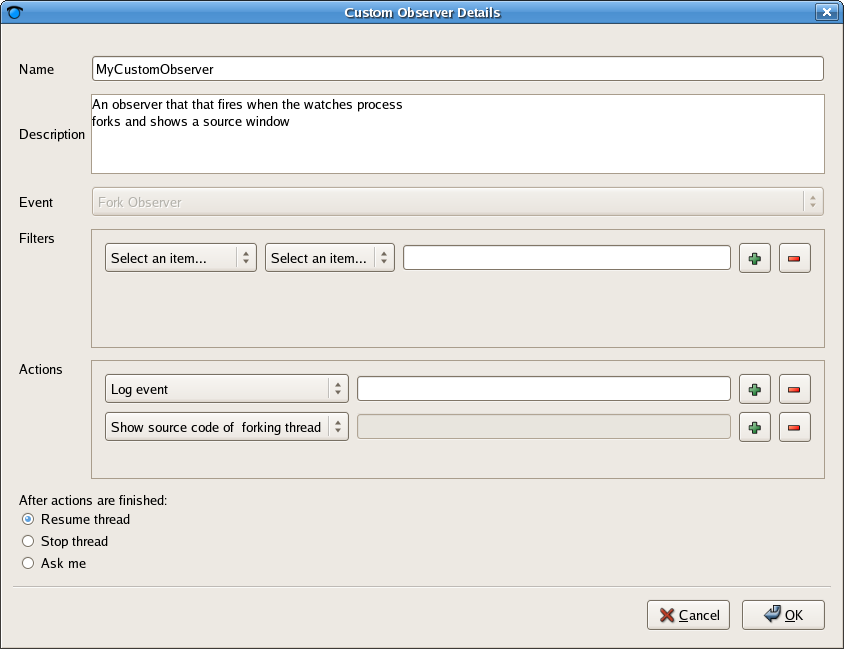 Custom Observer Details
Name
MyCustomObserver
Description
An observer that that fires when the watches process
forks and shows a source window
Event
Fork Observer
Filters
Select an item...
Select an item...
Actions
Log event
Show source code of  forking thread
After actions are finished:
Resume thread
Stop thread
Ask me
Cancel
OK